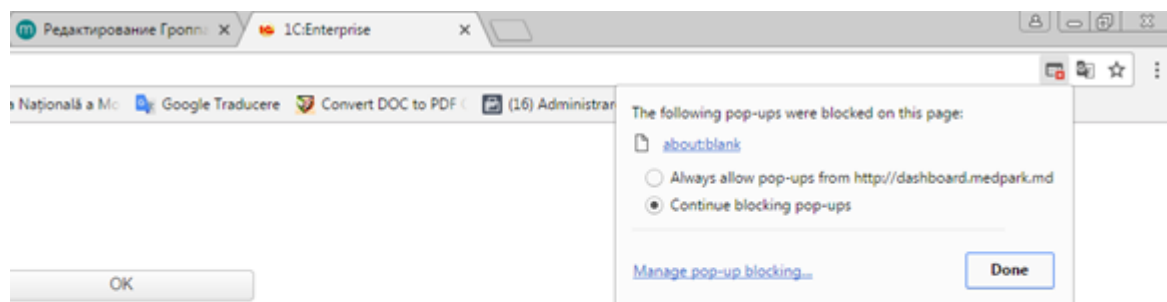 Редактирование Гропп
1C:Enterprise
a Națională a Mo
Google Traducere
Convert DOC to PDF (
(16) Administrar
The following pop-ups were blocked on this page:
about:blank
Always allow pop-ups from http://dashboard.medpark.md
Continue blocking pop-ups
Manage pop-up blocking...
Done
OK